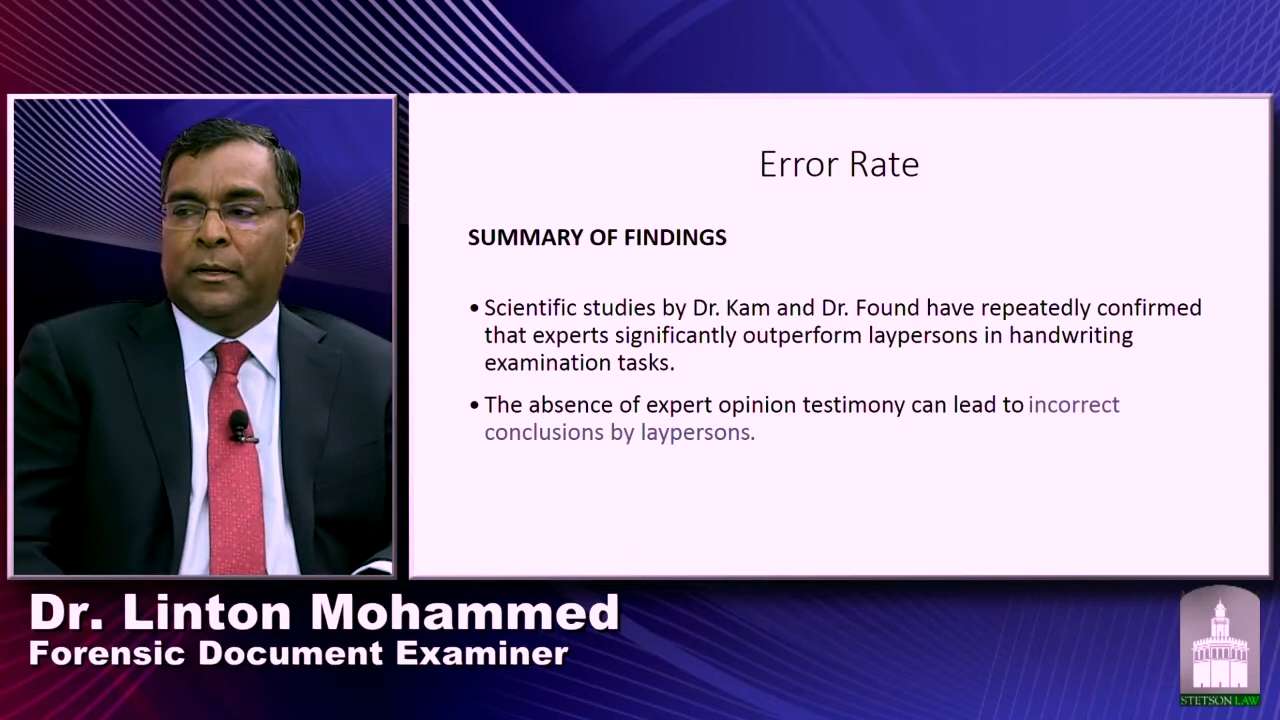 Error Rate
SUMMARY OF FINDINGS
• Scientific studies by Dr. Kam and Dr. Found have repeatedly confirmed
that experts significantly outperform laypersons in handwriting
examination tasks.
• The absence of expert opinion testimony can lead to incorrect
conclusions by laypersons.
Dr. Linton Mohammed
Forensic Document Examiner
STETSON LAW